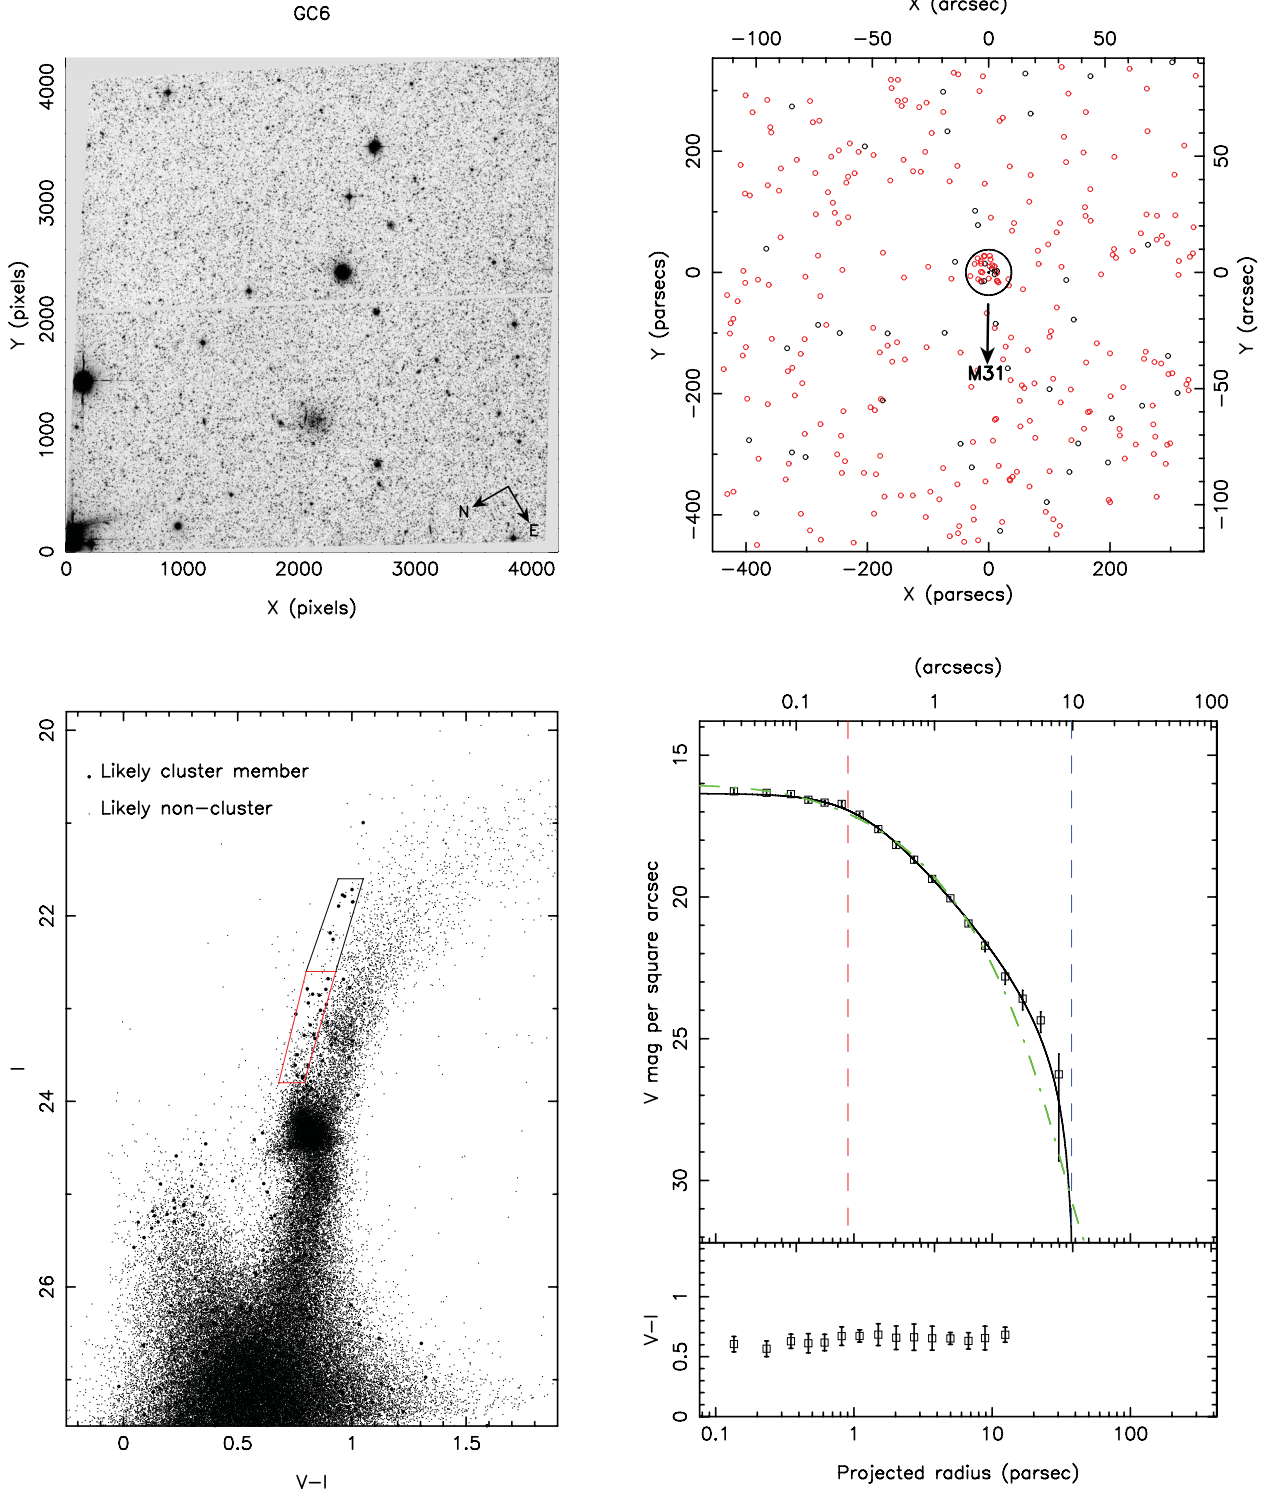 GC6
4000
3000
2000
1000
0
Y (pixels)
N
E
0 1000 2000 3000 4000
X (pixels)
X (arcsec)
−100 −50 0 50
200
0
−200
−400
Y (parsecs)
M31
50
0
−50
−100
Y (arcsec)
−400 −200 0 200
X (parsecs)
20
22
24
26
I
Likely cluster member
Likely non−cluster
0 0.5 1 1.5
V−I
(arcsecs)
0.1 1 10 100
15
20
25
30
V mag per square arcsec
1
0.5
0
V−I
0.1 1 10 100
Projected radius (parsec)